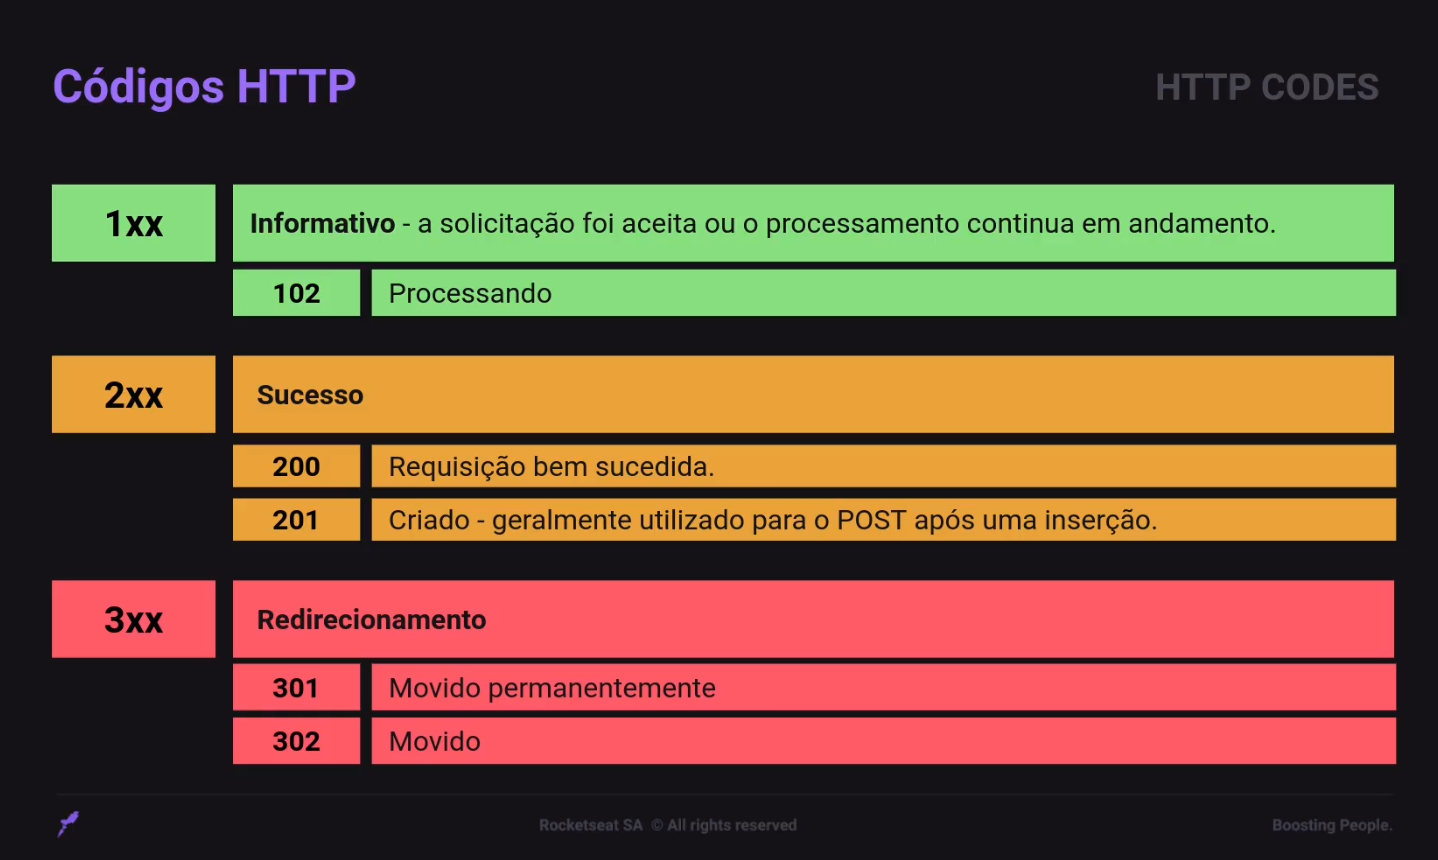 Códigos HTTP
HTTP CODES
1xx
Informativo - a solicitação foi aceita ou o processamento continua em andamento.
102
Processando
2xx
Sucesso
200
Requisição bem sucedida.
201
Criado - geralmente utilizado para o POST após uma inserção.
3xx
Redirecionamento
301
Movido permanentemente
302
Movido
Rocketseat SA © All rights reserved
Boosting People.